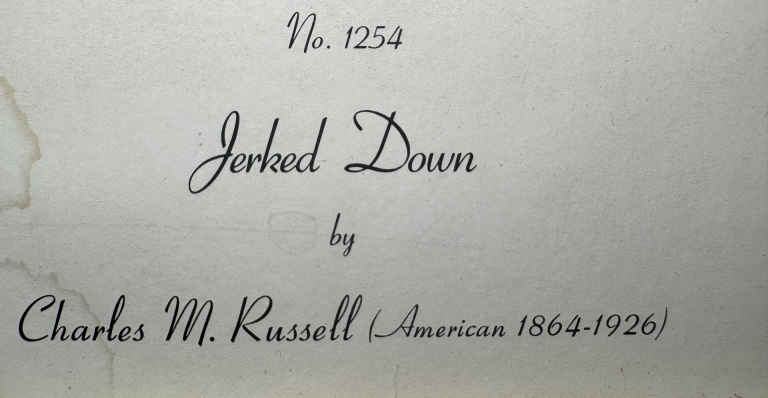 No. 1254
Jerked Down
by
Charles M. Russell (American 1864-1926)